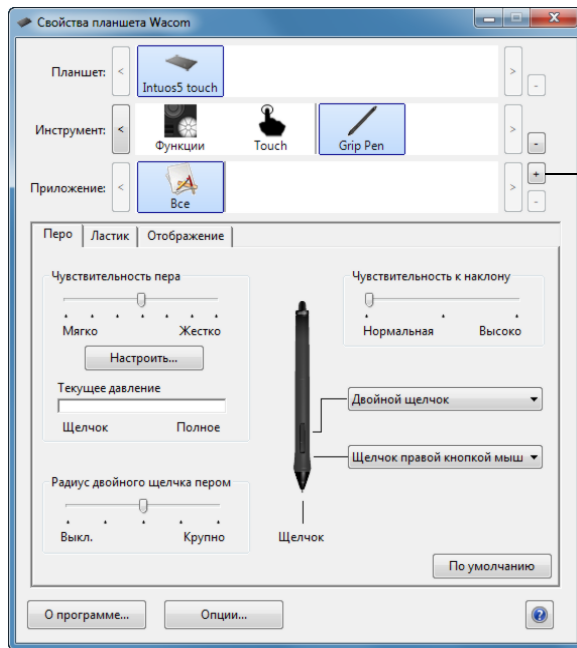 Свойства планшета Wacom
Планшет:
Intuos5 touch
Инструмент:
Функции Touch Grip Pen
Приложение:
Все
Перо Ластик Отображение
Чувствительность пера
Мягко Жестко
Настроить...
Текущее давление
Щелчок Полное
Радиус двойного щелчка пером
Выкл. Крупно
Чувствительность к наклону
Нормальная Высоко
Двойной щелчок
Щелчок правой кнопкой мыш
Щелчок
По умолчанию
О программе... Опции...